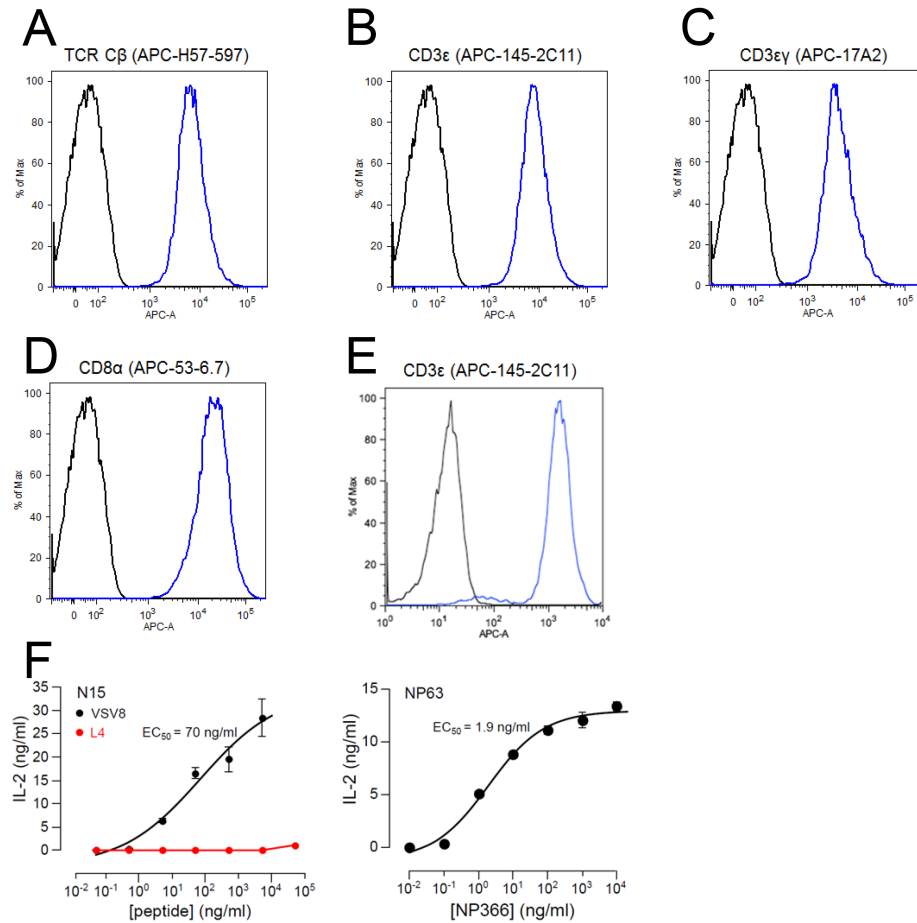 A
TCR Cβ (APC-H57-597)
100
80
60
40
20
0
% of Max
0 10² 10³ 10⁴ 10⁵
APC-A
B
CD3ε (APC-145-2C11)
100
80
60
40
20
0
% of Max
0 10² 10³ 10⁴ 10⁵
APC-A
C
CD3εγ (APC-17A2)
100
80
60
40
20
0
% of Max
0 10² 10³ 10⁴ 10⁵
APC-A
D
CD8α (APC-53-6.7)
100
80
60
40
20
0
% of Max
0 10² 10³ 10⁴ 10⁵
APC-A
E
CD3ε (APC-145-2C11)
100
80
60
40
20
0
% of Max
10⁰ 10¹ 10² 10³ 10⁴
APC-A
F
N15
VSV8
L4
EC₅₀ = 70 ng/ml
35
30
25
20
15
10
5
0
IL-2 (ng/ml)
10⁻² 10⁻¹ 10⁰ 10¹ 10² 10³ 10⁴ 10⁵
[peptide] (ng/ml)
NP63
EC₅₀ = 1.9 ng/ml
15
10
5
0
IL-2 (ng/ml)
10⁻² 10⁻¹ 10⁰ 10¹ 10² 10³ 10⁴
[NP366] (ng/ml)